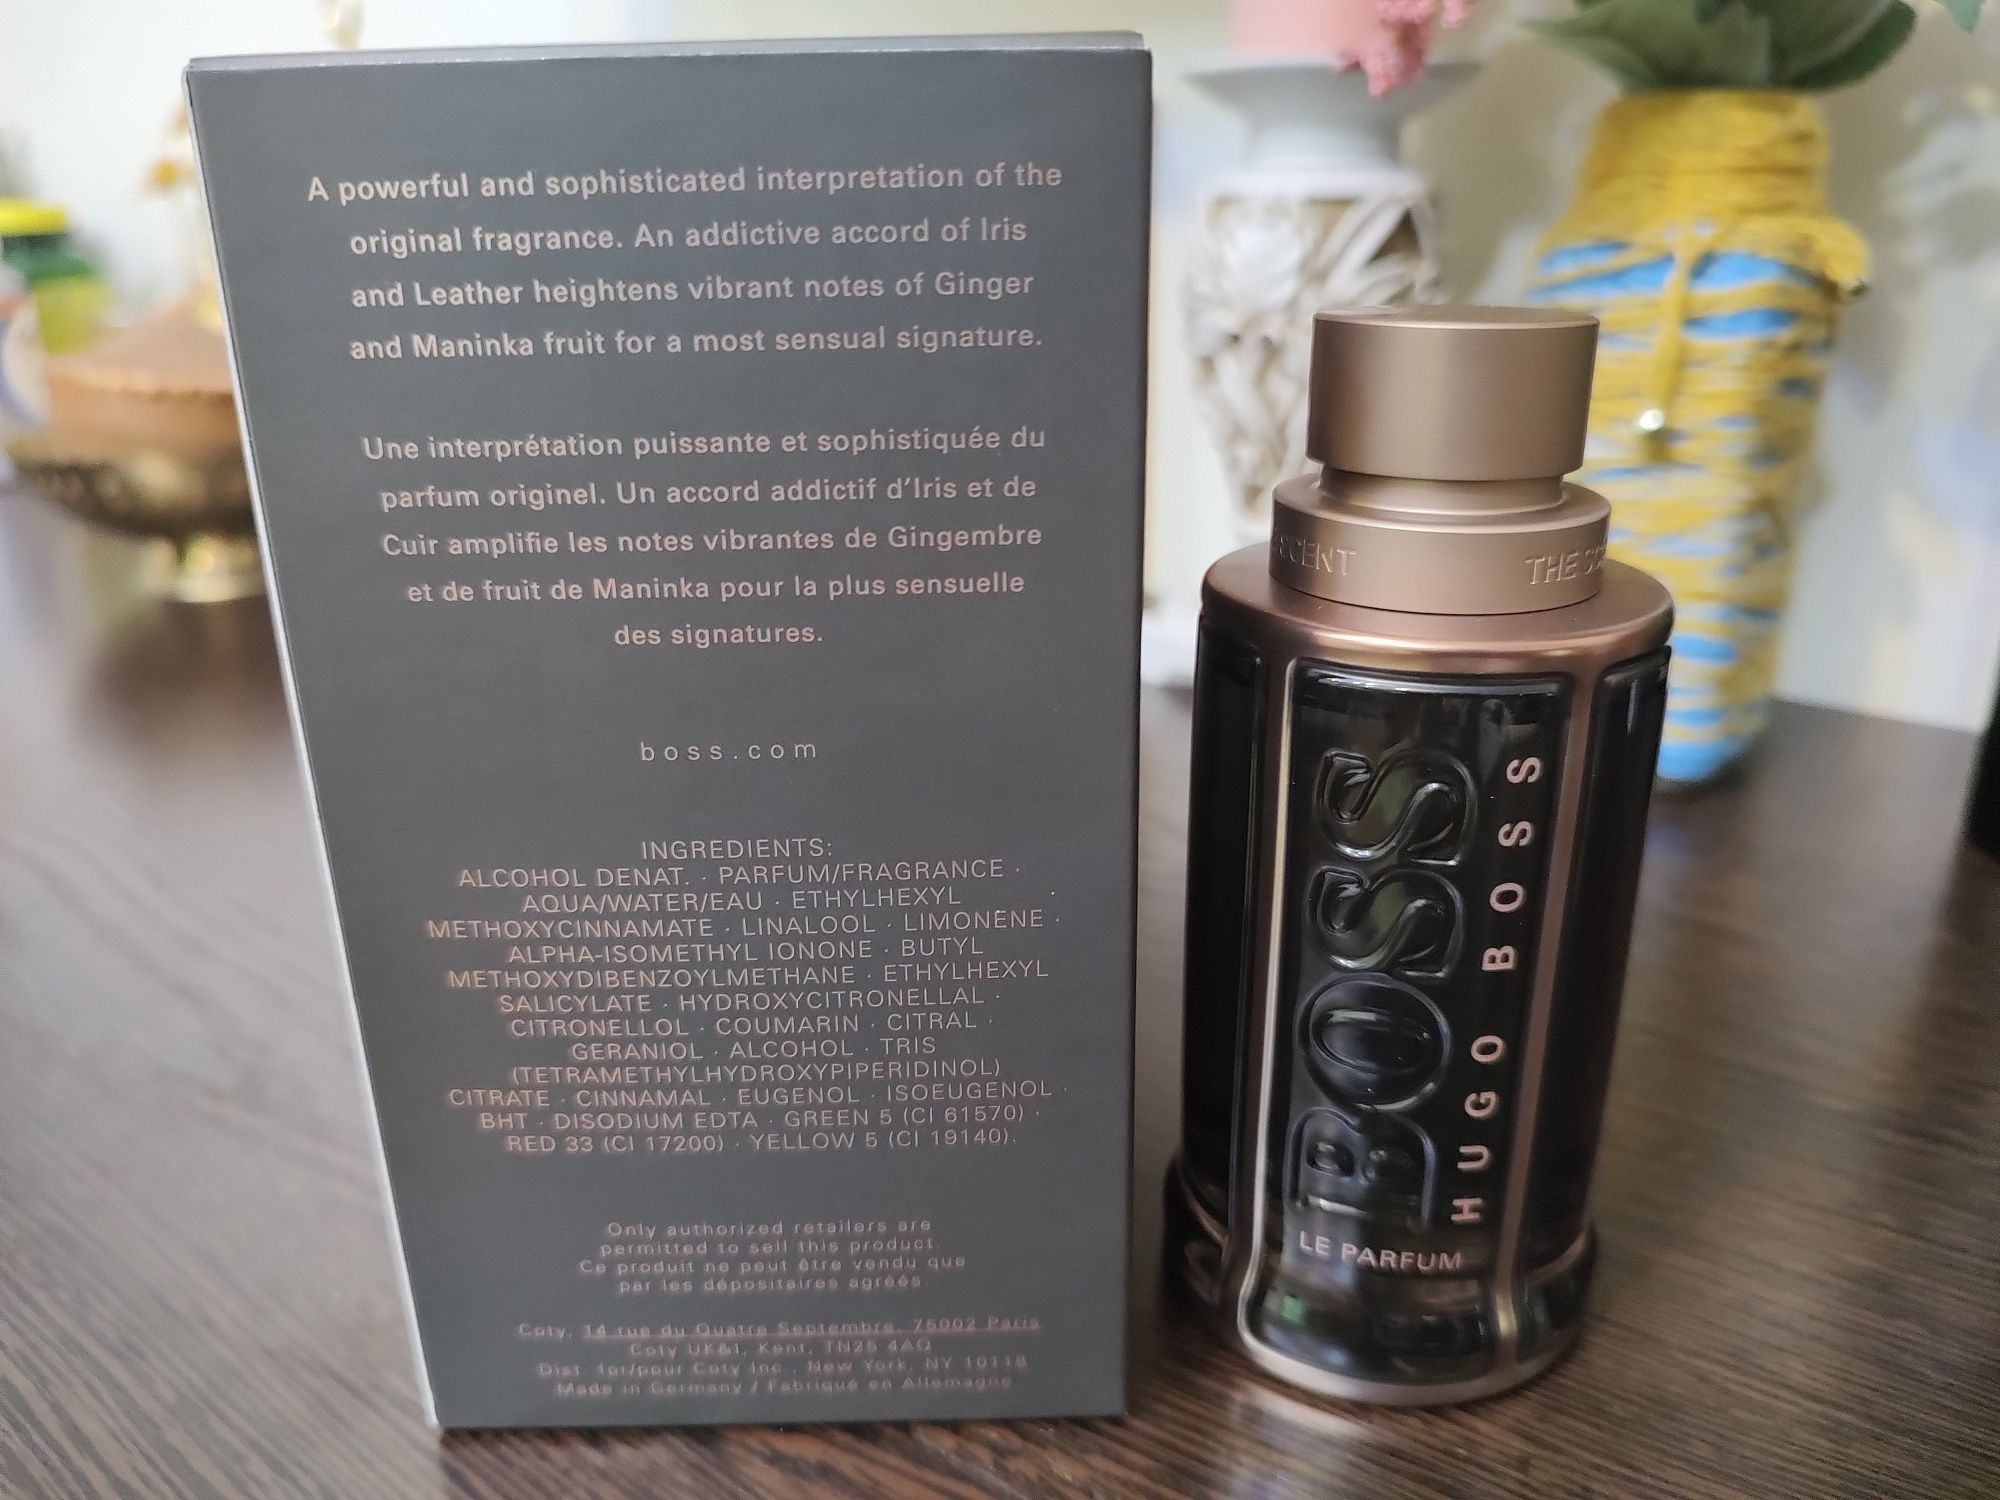 A powerful and sophisticated interpretation of the
original fragrance. An addictive accord of Iris
and Leather heightens vibrant notes of Ginger
and Maninka fruit for a most sensual signature.
Une interprétation puissante et sophistiquée du
parfum originel. Un accord addictif d'Iris et de
Cuir amplifie les notes vibrantes de Gingembre
et de fruit de Maninka pour la plus sensuelle
des signatures.
boss.com
INGREDIENTS:
ALCOHOL DENAT. · PARFUM/FRAGRANCE ·
AQUA/WATER/EAU · ETHYLHEXYL
METHOXYCINNAMATE · LINALOOL · LIMONENE ·
ALPHA-ISOMETHYL IONONE · BUTYL
METHOXYDIBENZOYLMETHANE · ETHYLHEXYL
SALICYLATE · HYDROXYCITRONELLAL ·
CITRONELLOL · COUMARIN · CITRAL ·
GERANIOL · ALCOHOL · TRIS
(TETRAMETHYLHYDROXYPIPERIDINOL)
CITRATE · CINNAMAL · EUGENOL · ISOEUGENOL ·
BHT · DISODIUM EDTA · GREEN 5 (CI 61570) ·
RED 33 (CI 17200) · YELLOW 5 (CI 19140).
Only authorized retailers are
permitted to sell this product.
Ce produit ne peut être vendu que
par les dépositaires agréés.
Coty, 14 rue du Quatre Septembre, 75002 Paris
Coty UK&I, Kent, TN25 4AQ
Dist. for/pour Coty Inc., New York, NY 10118
Made in Germany / Fabriqué en Allemagne
SCENT
THE SC
BOSS
HUGO BOSS
LE PARFUM